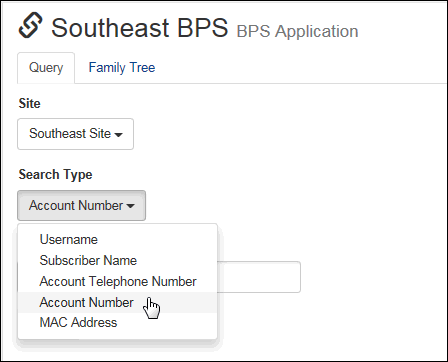 Southeast BPS BPS Application
Query Family Tree
Site
Southeast Site
Search Type
Account Number
Username
Subscriber Name
Account Telephone Number
Account Number
MAC Address